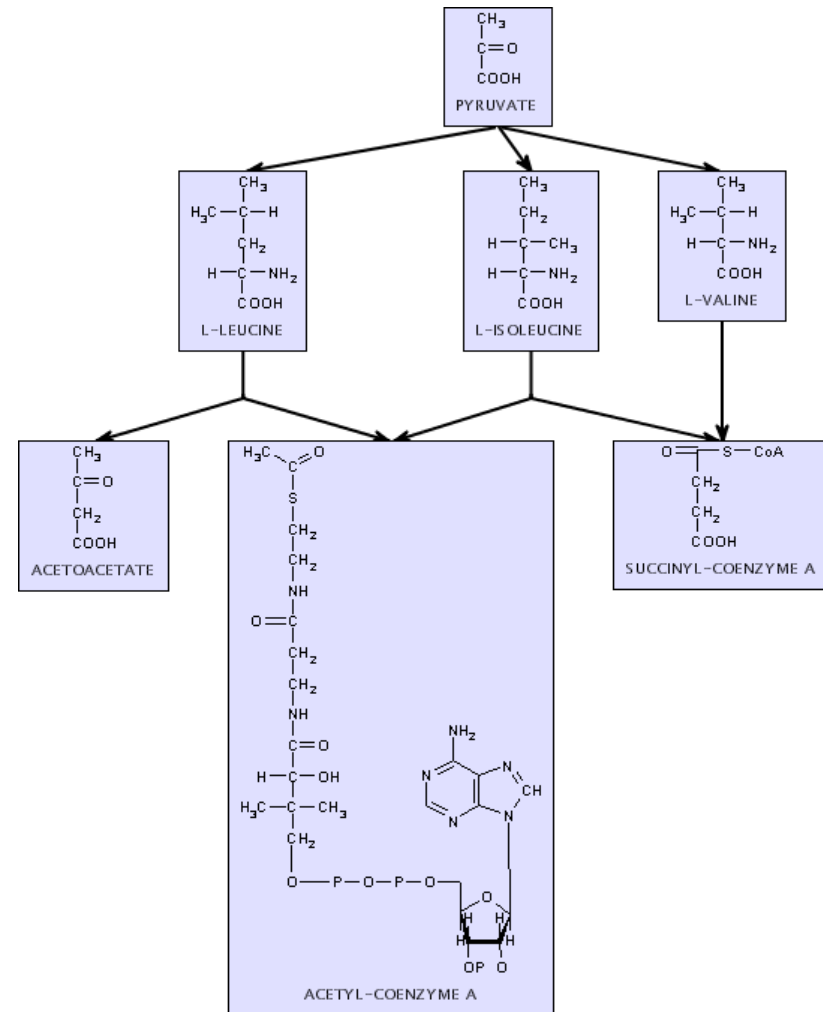 CH3
C=O
COOH
PYRUVATE
CH3
H3C-C-H
CH2
H-C-NH2
COOH
L-LEUCINE
CH3
CH2
H-C-CH3
H-C-NH2
COOH
L-ISOLEUCINE
CH3
H3C-C-H
H-C-NH2
COOH
L-VALINE
CH3
C=O
CH2
COOH
ACETOACETATE
H3C C O
S
CH2
CH2
NH
O=C
CH2
CH2
NH
C=O
H-C-OH
H3C-C-CH3
CH2
O-P-O-P-O
NH2
N N
CH
N N
O
H H
H H
OP O
ACETYL-COENZYME A
O=C-S-CoA
CH2
CH2
COOH
SUCCINYL-COENZYME A